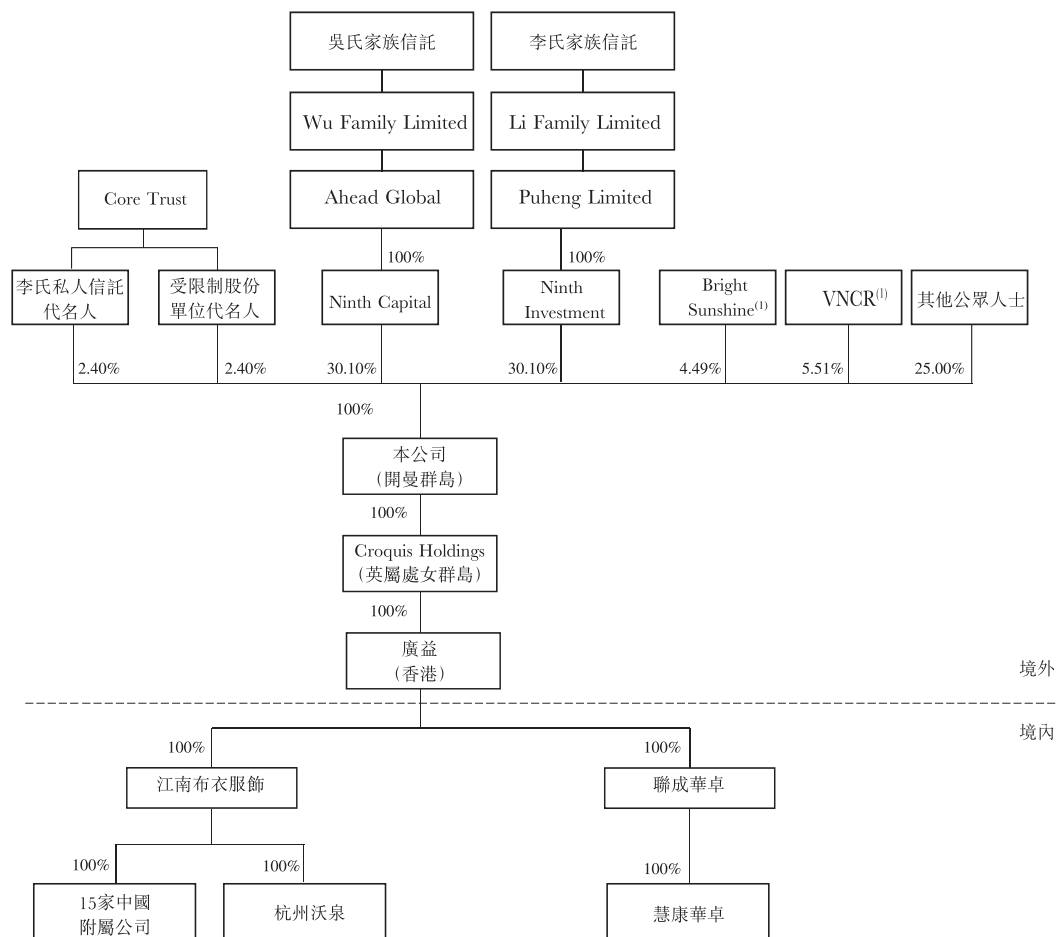 吳氏家族信託
李氏家族信託
Wu Family Limited
Li Family Limited
Core Trust
Ahead Global
Puheng Limited
100%
100%
李氏私人信託
代名人
受限制股份
單位代名人
Ninth Capital
Ninth
Investment
Bright
Sunshine(1)
VNCR(1)
其他公眾人士
2.40%
2.40%
30.10%
30.10%
4.49%
5.51%
25.00%
100%
本公司
(開曼群島)
100%
Croquis Holdings
(英屬處女群島)
100%
廣益
(香港)
境外
境內
100%
100%
江南布衣服飾
聯成華卓
100%
100%
100%
15家中國
附屬公司
杭州沃泉
慧康華卓